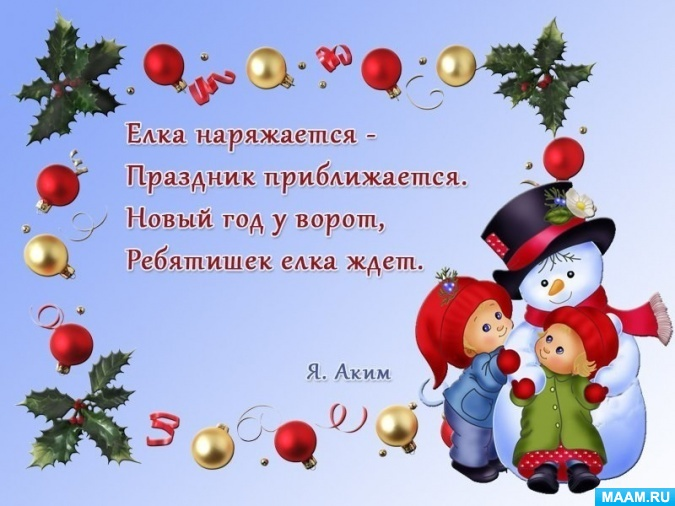 Елка наряжается -
Праздник приближается.
Новый год у ворот,
Ребятишек елка ждет.
Я. Аким
MAAM.RU